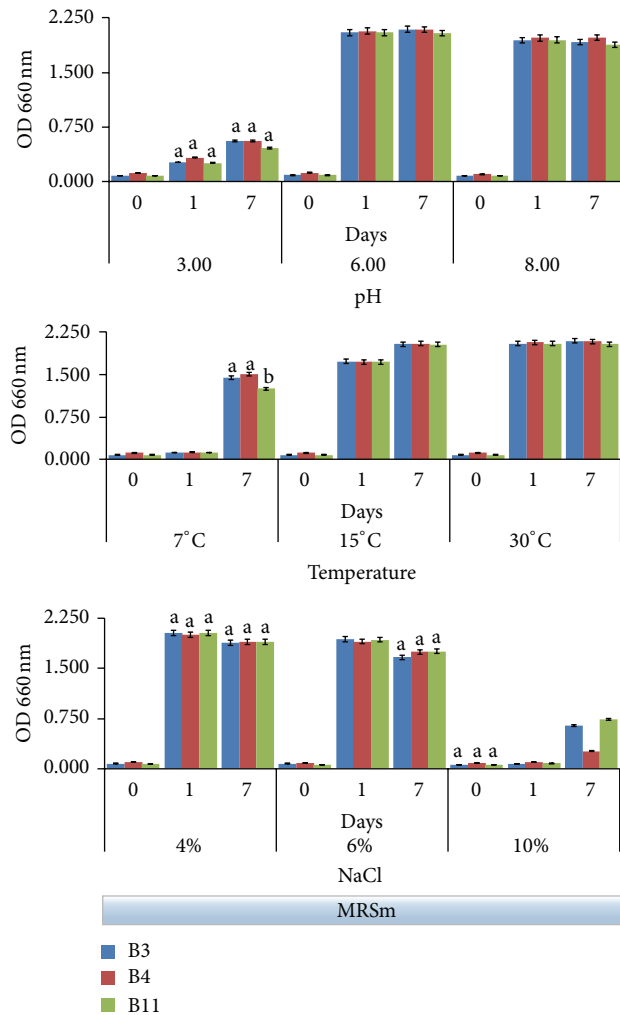 2.250
1.500
0.750
0.000
OD 660 nm
a a a
a a a
0 1 7 0 1 7 0 1 7
Days
3.00 6.00 8.00
pH
2.250
1.500
0.750
0.000
OD 660 nm
a a b
0 1 7 0 1 7 0 1 7
Days
7°C 15°C 30°C
Temperature
2.250
1.500
0.750
0.000
OD 660 nm
a a a a a a
a a a
a a a
0 1 7 0 1 7 0 1 7
Days
4% 6% 10%
NaCl
MRSm
B3
B4
B11